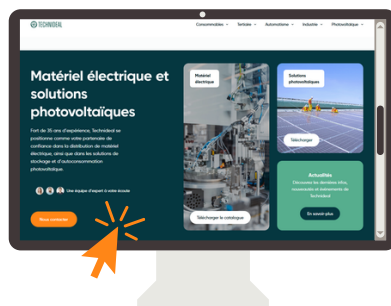 TECHNIDEAL
Consommables
Tertiaire
Automatisme
Industrie
Photovoltaïque
Matériel électrique et
solutions
photovoltaïques
Fort de 35 ans d'expérience, Technideal se
positionne comme votre partenaire de
confiance dans la distribution de matériel
électrique, ainsi que dans les solutions de
stockage et d'autoconsommation
photovoltaïque.
Une équipe d'expert à votre écoute
Nous contacter
Matériel
électrique
Télécharger le catalogue
Solutions
photovoltaïques
Télécharger
Actualités
Découvrez les dernières infos,
nouveautés et évènements de
Technideal
En savoir plus